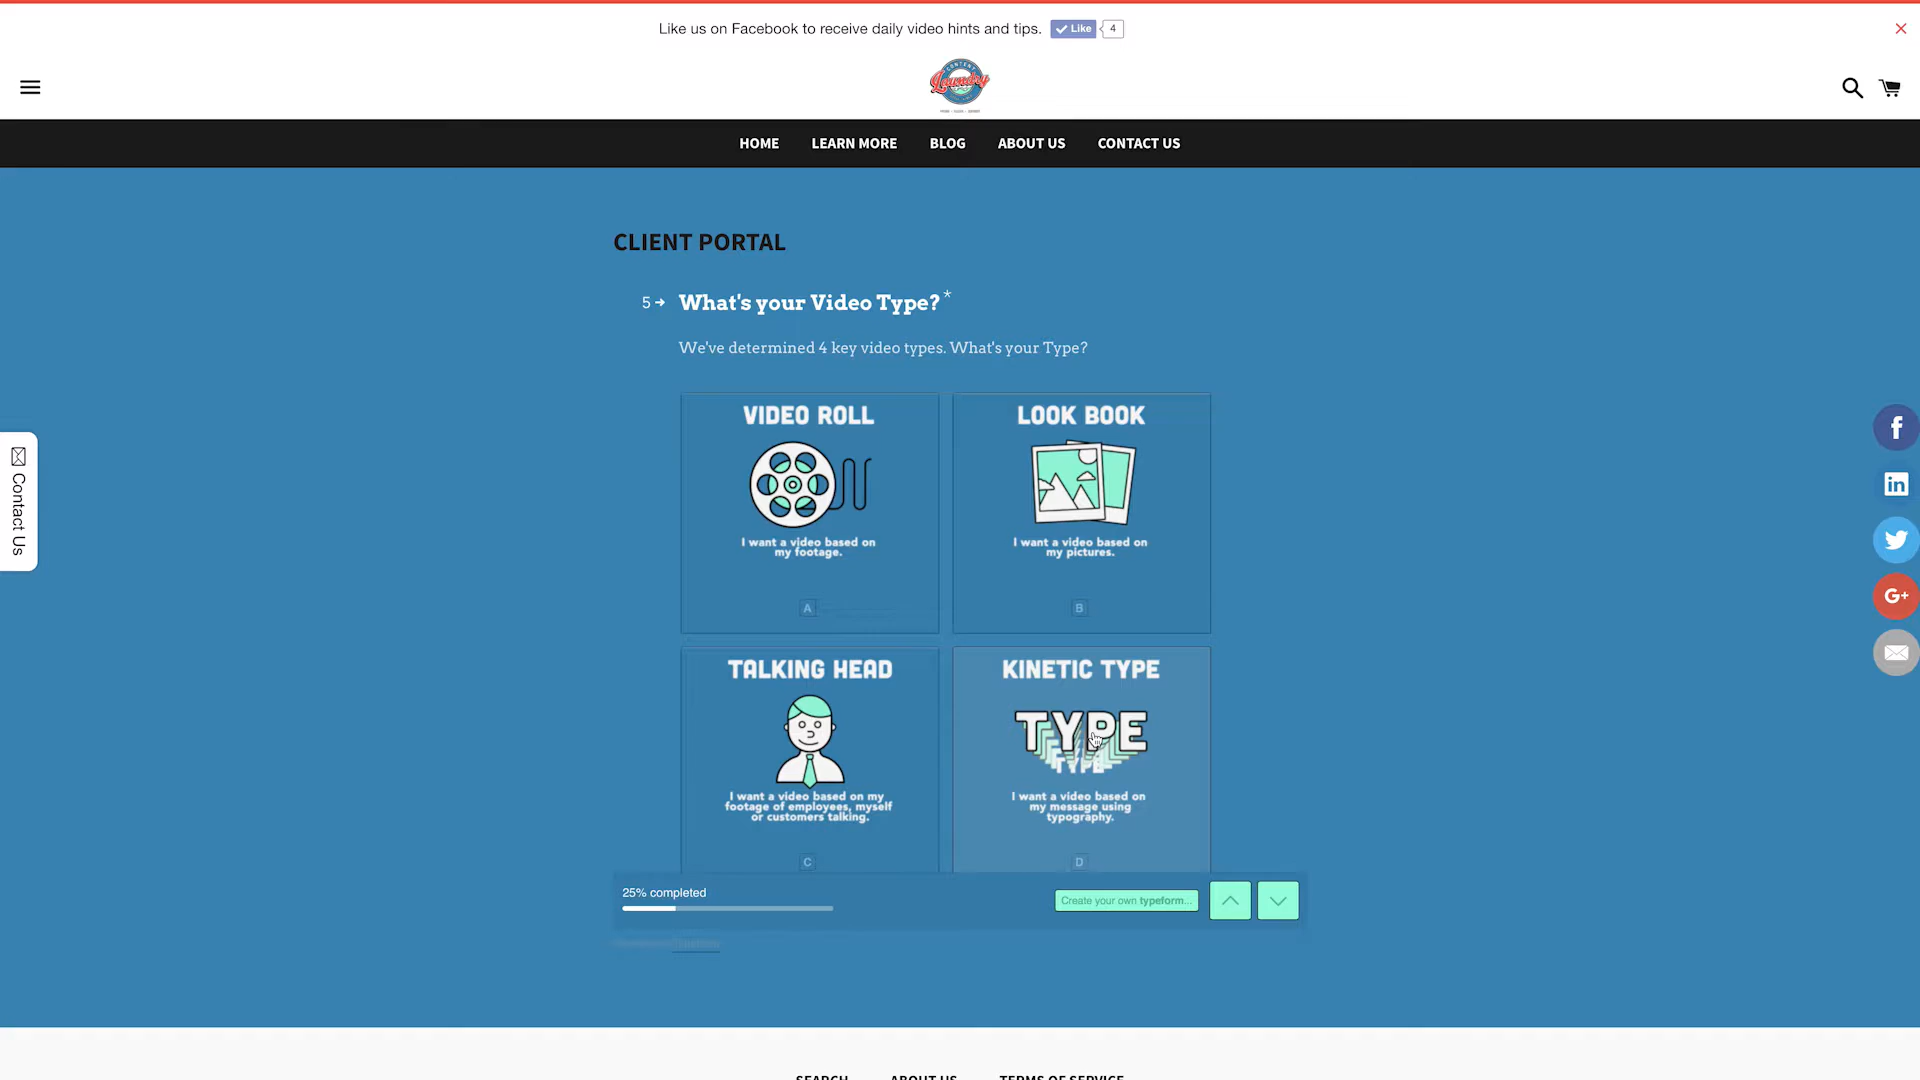 Like us on Facebook to receive daily video hints and tips.
Like
4
CONTENT
Laundry
HOME
LEARN MORE
BLOG
ABOUT US
CONTACT US
CLIENT PORTAL
5
What's your Video Type? *
We've determined 4 key video types. What's your Type?
VIDEO ROLL
I want a video based on
my footage.
A
LOOK BOOK
I want a video based on
my pictures.
B
TALKING HEAD
I want a video based on my
footage of employees, myself
or customers talking.
C
KINETIC TYPE
TYPE
TYPE
I want a video based on
my message using
typography.
D
25% completed
Create your own typeform...
Contact Us
f
in
G+
SEARCH
ABOUT US
TERMS OF SERVICE